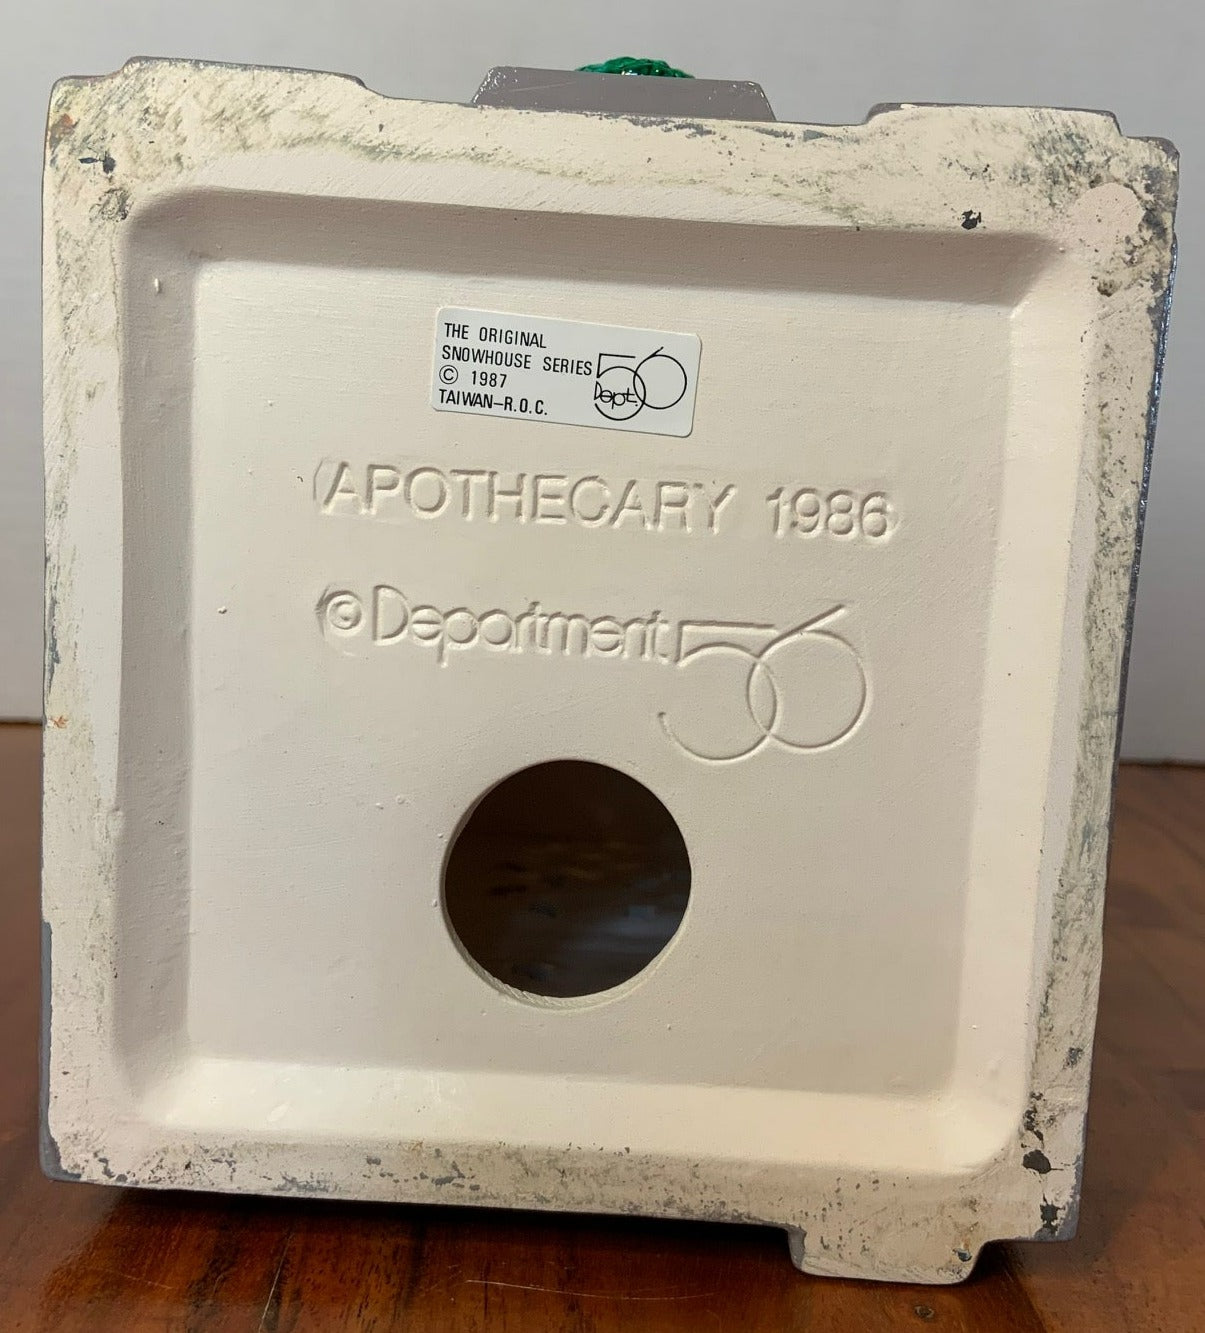 THE ORIGINAL
SNOWHOUSE SERIES
© 1987
TAIWAN-R.O.C.
56
Dept.
APOTHECARY 1986
© Department 56